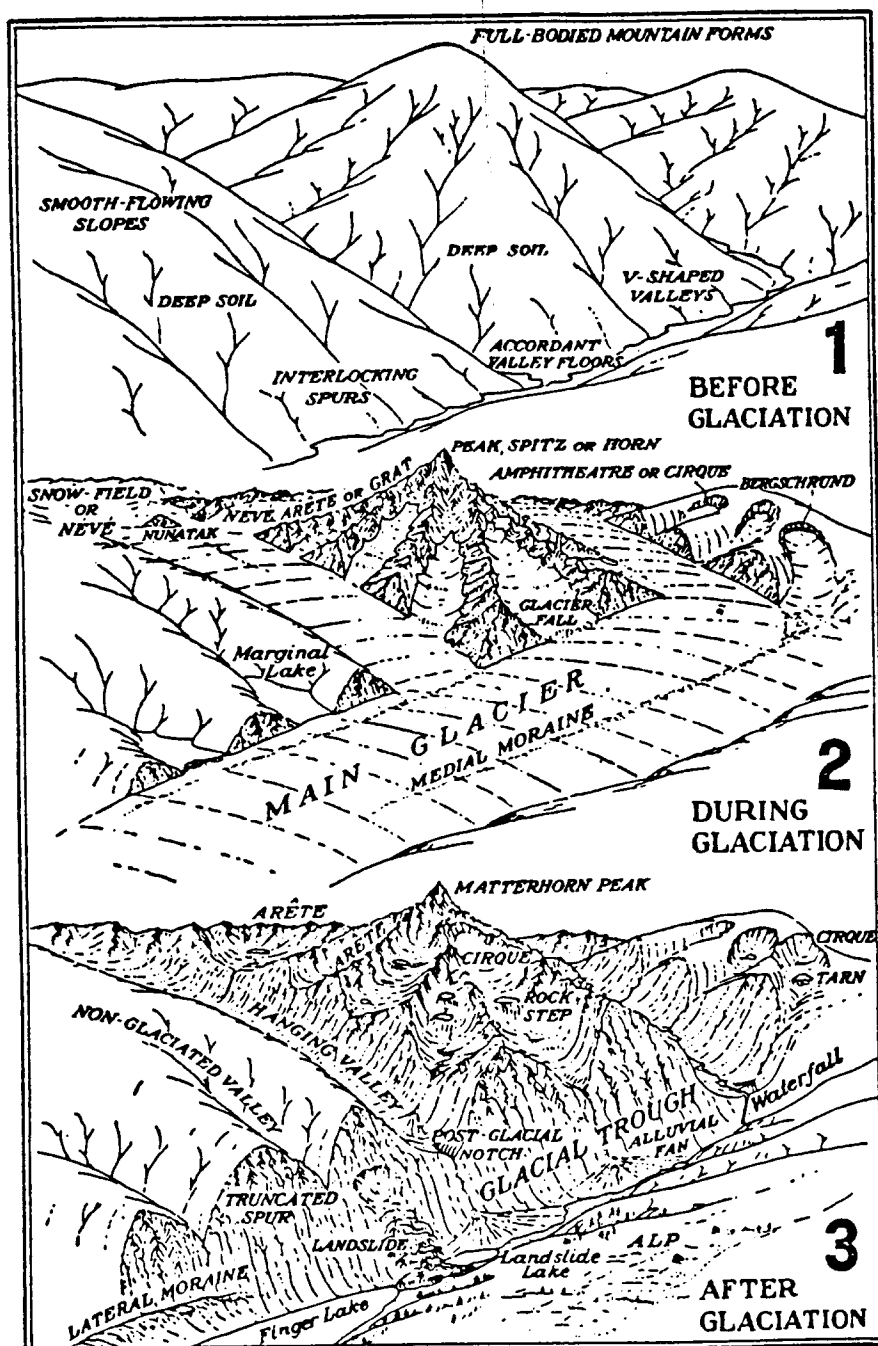 FULL-BODIED MOUNTAIN FORMS
SMOOTH-FLOWING
SLOPES
DEEP SOIL
DEEP SOIL
V-SHAPED
VALLEYS
ACCORDANT
VALLEY FLOORS
INTERLOCKING
SPURS
1
BEFORE
GLACIATION
PEAK, SPITZ OR HORN
AMPHITHEATRE OR CIRQUE
BERGSCHRUND
SNOW-FIELD
OR
NEVÉ
NUNATAK
NEVÉ ARÊTE OR GRAT
GLACIER
FALL
Marginal
Lake
MAIN GLACIER
MEDIAL MORAINE
2
DURING
GLACIATION
MATTERHORN PEAK
ARÊTE
ARÊTE
CIRQUE
CIRQUE
TARN
ROCK
STEP
HANGING VALLEY
NON-GLACIATED VALLEY
Waterfall
POST-GLACIAL
NOTCH
GLACIAL TROUGH
ALLUVIAL
FAN
TRUNCATED
SPUR
LANDSLIDE
Landslide
Lake
ALP
LATERAL MORAINE
Finger Lake
3
AFTER
GLACIATION